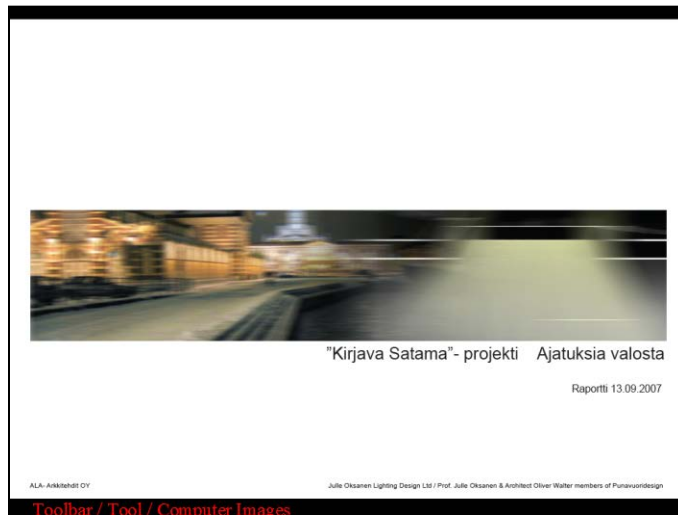 "Kirjava Satama"- projekti Ajatuksia valosta
Raportti 13.09.2007
ALA- Arkkitehdit OY Julle Oksanen Lighting Design Ltd / Prof. Julle Oksanen & Architect Oliver Walter members of Punavuoridesign
Toolbar / Tool / Computer Images